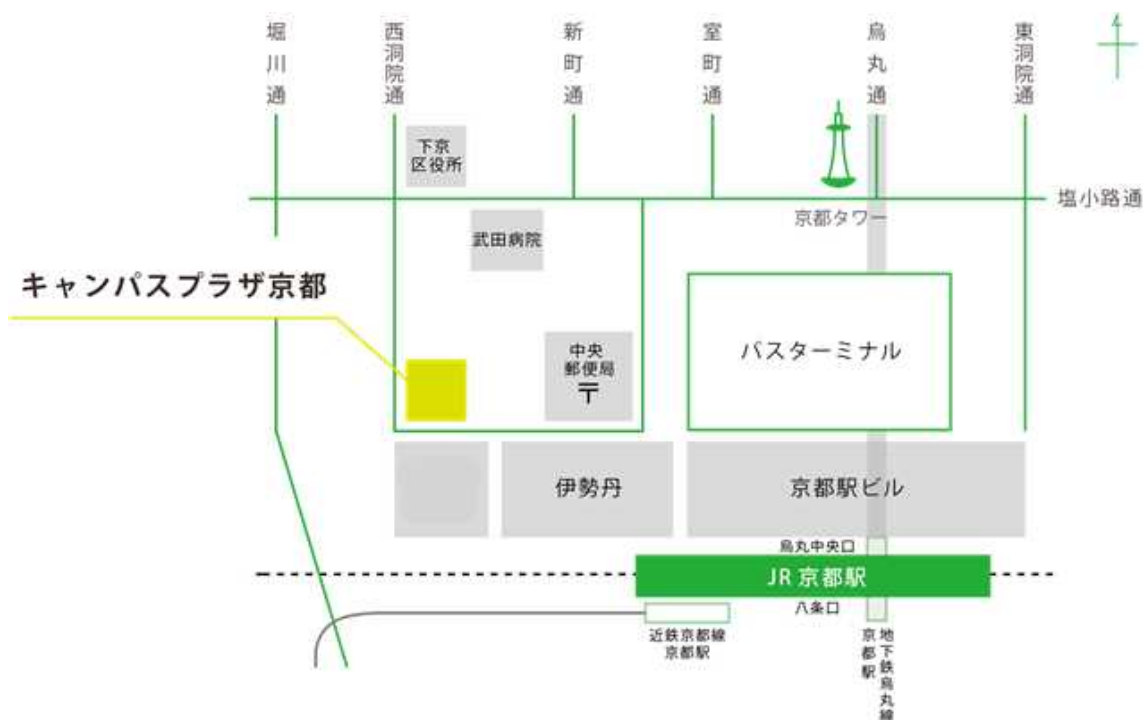 堀川通
西洞院通
新町通
室町通
烏丸通
東洞院通
下京
区役所
塩小路通
京都タワー
武田病院
キャンパスプラザ京都
中央
郵便局
〒
バスターミナル
伊勢丹
京都駅ビル
烏丸中央口
JR 京都駅
八条口
近鉄京都線
京都駅
地下鉄烏丸線
京都駅